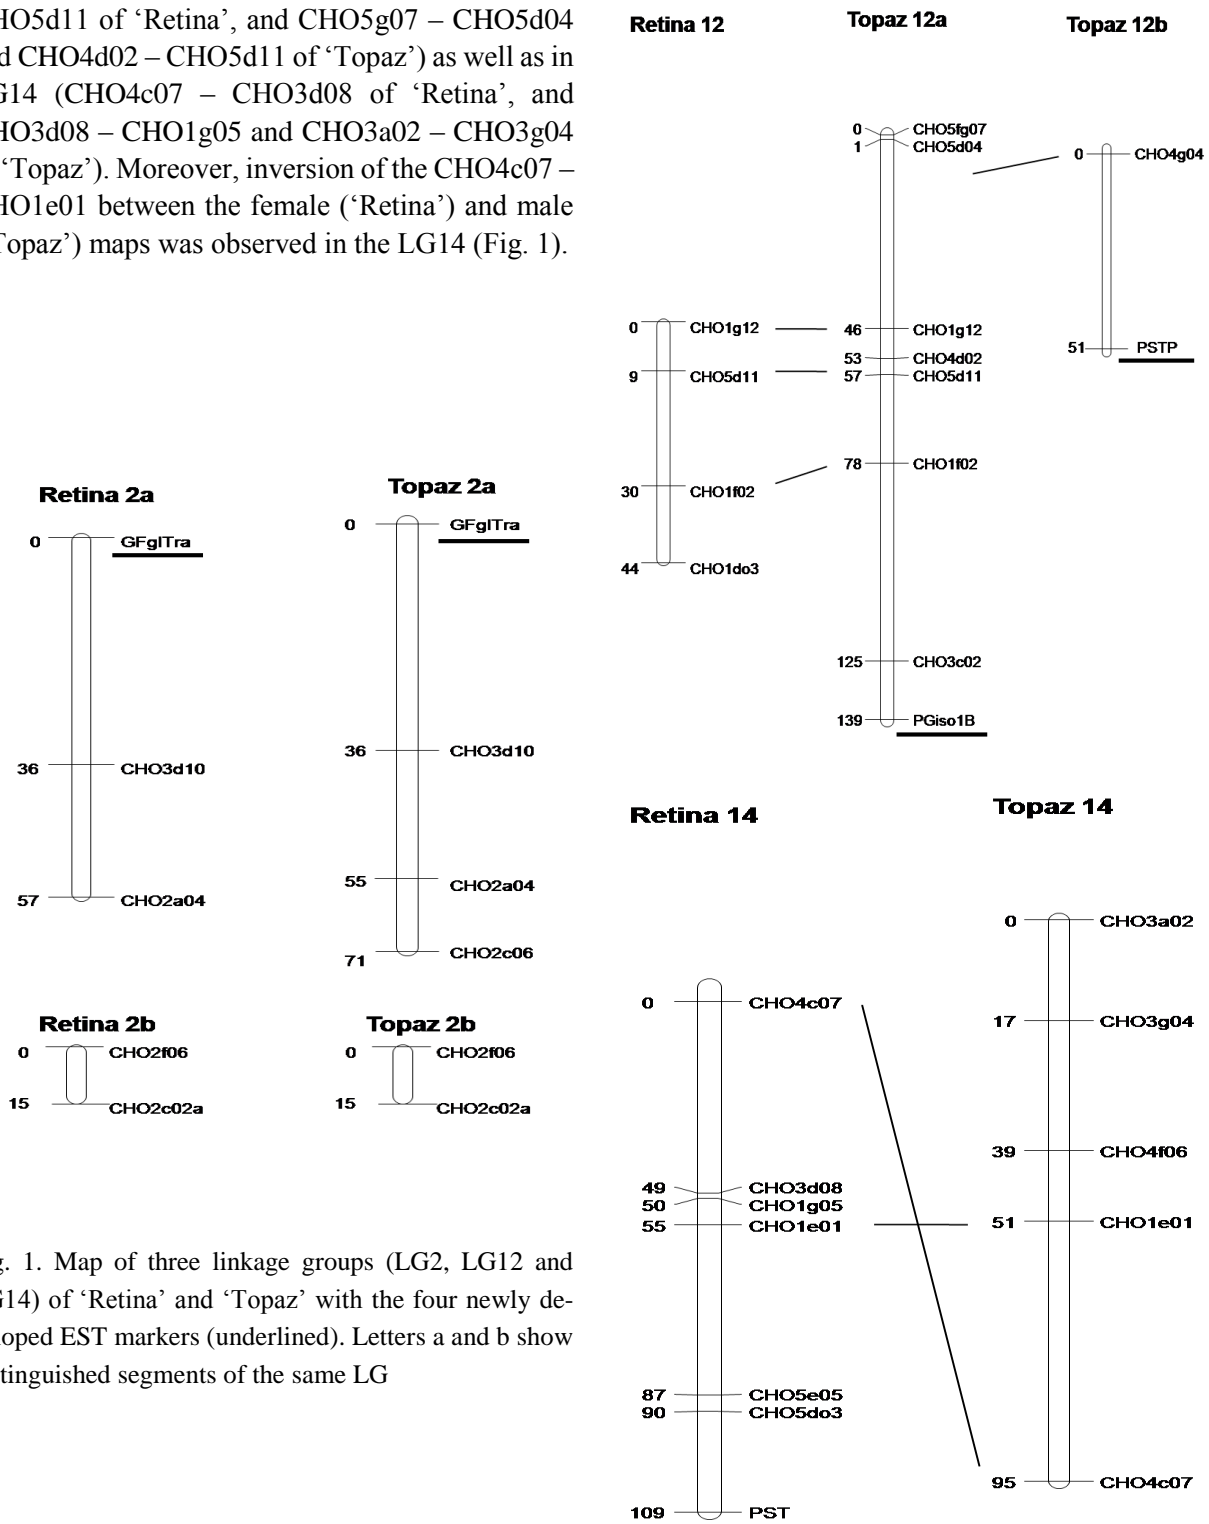 HO5d11 of ‘Retina’, and CHO5g07 – CHO5d04
d CHO4d02 – CHO5d11 of ‘Topaz’) as well as in
G14 (CHO4c07 – CHO3d08 of ‘Retina’, and
HO3d08 – CHO1g05 and CHO3a02 – CHO3g04
‘Topaz’). Moreover, inversion of the CHO4c07 –
HO1e01 between the female (‘Retina’) and male
Topaz’) maps was observed in the LG14 (Fig. 1).
Retina 2a
0 GFglTra
36 CHO3d10
57 CHO2a04
Topaz 2a
0 GFglTra
36 CHO3d10
55 CHO2a04
71 CHO2c06
Retina 2b
0 CHO2f06
15 CHO2c02a
Topaz 2b
0 CHO2f06
15 CHO2c02a
g. 1. Map of three linkage groups (LG2, LG12 and
G14) of ‘Retina’ and ‘Topaz’ with the four newly de-
loped EST markers (underlined). Letters a and b show
tinguished segments of the same LG
Retina 12
0 CHO1g12
9 CHO5d11
30 CHO1f02
44 CHO1do3
Topaz 12a
0 CHO5fg07
1 CHO5d04
46 CHO1g12
53 CHO4d02
57 CHO5d11
78 CHO1f02
125 CHO3c02
139 PGiso1B
Topaz 12b
0 CHO4g04
51 PSTP
Retina 14
0 CHO4c07
49 CHO3d08
50 CHO1g05
55 CHO1e01
87 CHO5e05
90 CHO5do3
109 PST
Topaz 14
0 CHO3a02
17 CHO3g04
39 CHO4f06
51 CHO1e01
95 CHO4c07